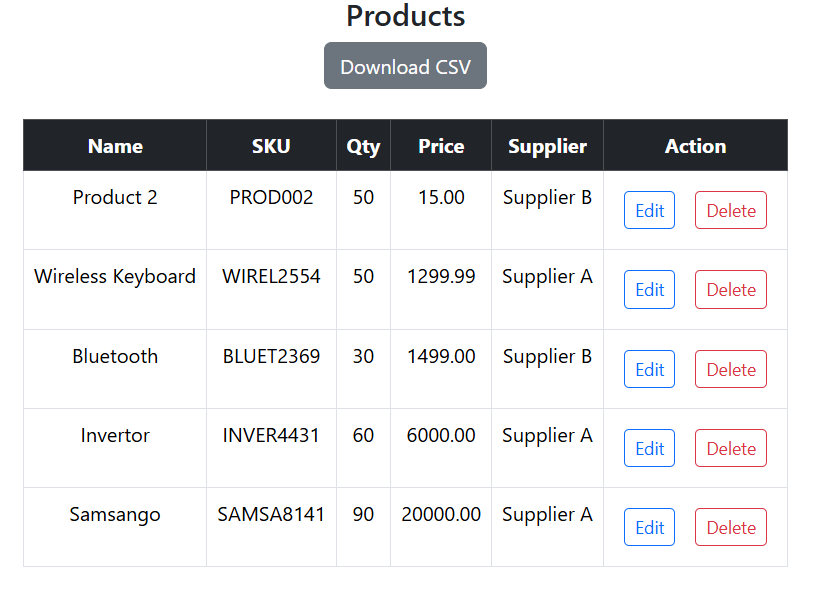 Products
Download CSV
Name SKU Qty Price Supplier Action
Product 2 PROD002 50 15.00 Supplier B Edit Delete
Wireless Keyboard WIREL2554 50 1299.99 Supplier A Edit Delete
Bluetooth BLUET2369 30 1499.00 Supplier B Edit Delete
Invertor INVER4431 60 6000.00 Supplier A Edit Delete
Samsango SAMSA8141 90 20000.00 Supplier A Edit Delete